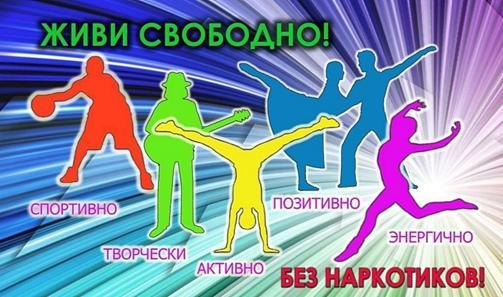 ЖИВИ СВОБОДНО!
СПОРТИВНО
ТВОРЧЕСКИ
АКТИВНО
ПОЗИТИВНО
ЭНЕРГИЧНО
БЕЗ НАРКОТИКОВ!